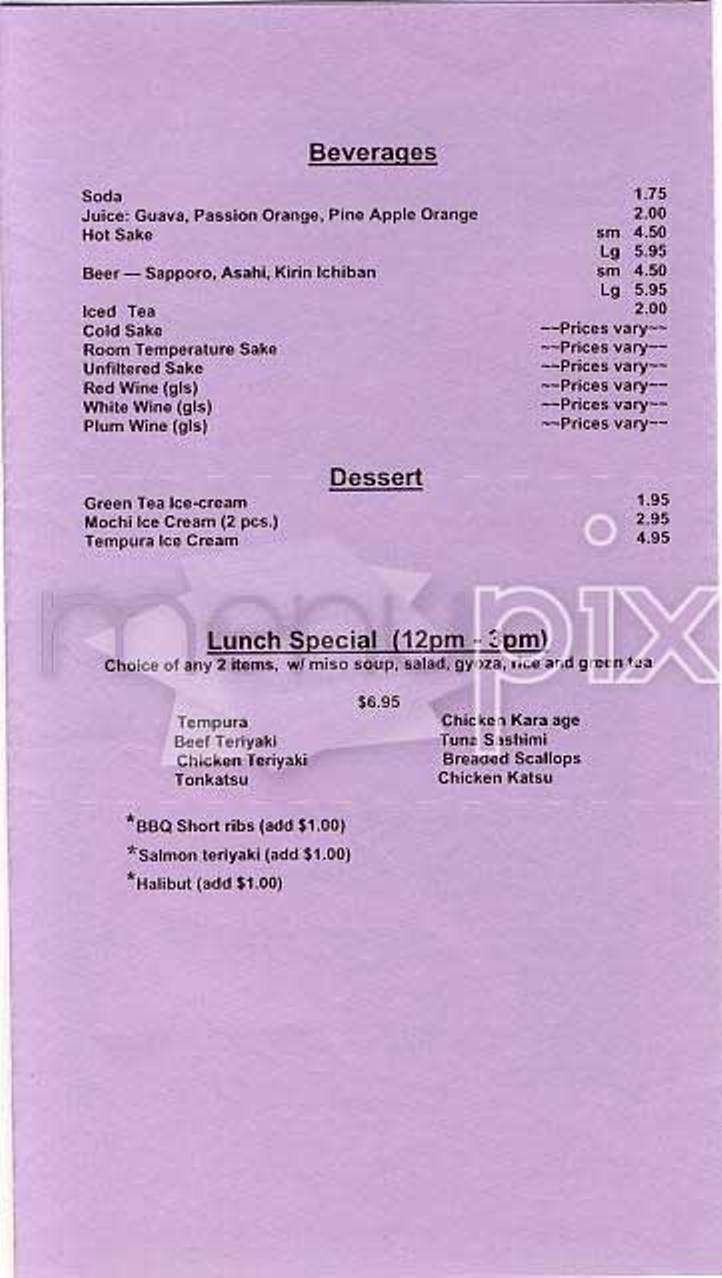 Beverages
Soda 1.75
Juice: Guava, Passion Orange, Pine Apple Orange 2.00
Hot Sake sm 4.50
Lg 5.95
Beer — Sapporo, Asahi, Kirin Ichiban sm 4.50
Lg 5.95
Iced Tea 2.00
Cold Sake ~~Prices vary~~
Room Temperature Sake ~~Prices vary~~
Unfiltered Sake ~~Prices vary~~
Red Wine (gls) ~~Prices vary~~
White Wine (gls) ~~Prices vary~~
Plum Wine (gls) ~~Prices vary~~
Dessert
Green Tea Ice-cream 1.95
Mochi Ice Cream (2 pcs.) 2.95
Tempura Ice Cream 4.95
Lunch Special (12pm - 3pm)
Choice of any 2 items, w/ miso soup, salad, gyoza, rice and green tea
$6.95
Tempura Chicken Kara age
Beef Teriyaki Tuna Sashimi
Chicken Teriyaki Breaded Scallops
Tonkatsu Chicken Katsu
*BBQ Short ribs (add $1.00)
*Salmon teriyaki (add $1.00)
*Halibut (add $1.00)